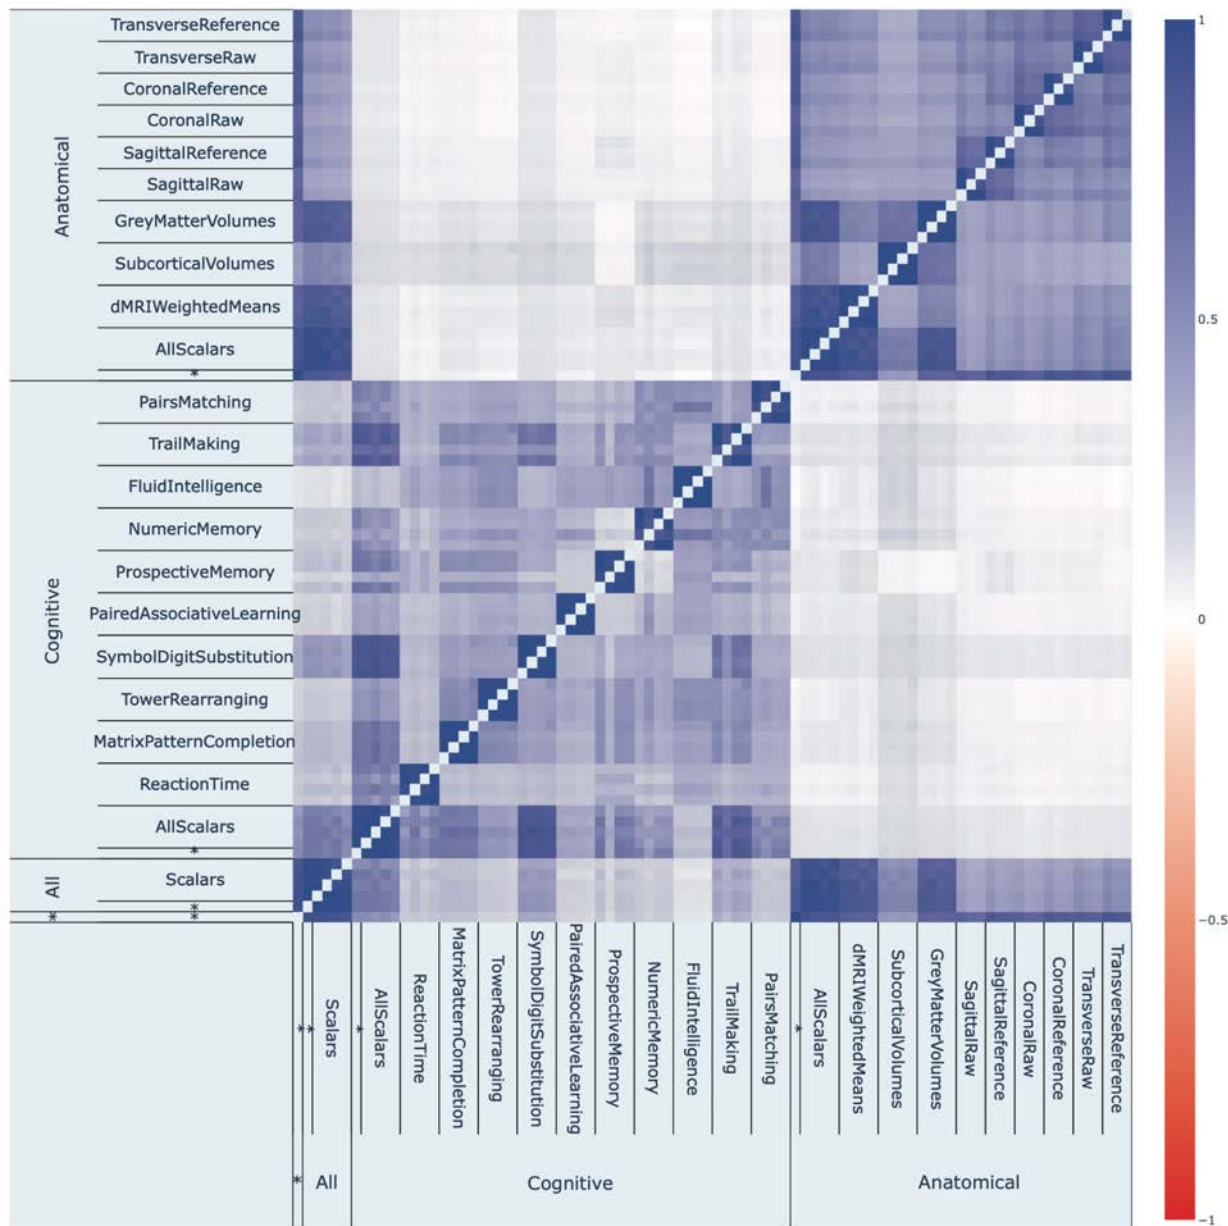 TransverseReference
TransverseRaw
CoronalReference
CoronalRaw
SagittalReference
SagittalRaw
GreyMatterVolumes
SubcorticalVolumes
dMRIWeightedMeans
AllScalars
*
Anatomical
PairsMatching
TrailMaking
FluidIntelligence
NumericMemory
ProspectiveMemory
PairedAssociativeLearning
SymbolDigitSubstitution
TowerRearranging
MatrixPatternCompletion
ReactionTime
AllScalars
*
Cognitive
Scalars
*
All
*
*
*
*
Scalars
*
AllScalars
ReactionTime
MatrixPatternCompletion
TowerRearranging
SymbolDigitSubstitution
PairedAssociativeLearning
ProspectiveMemory
NumericMemory
FluidIntelligence
TrailMaking
PairsMatching
*
AllScalars
dMRIWeightedMeans
SubcorticalVolumes
GreyMatterVolumes
SagittalRaw
SagittalReference
CoronalRaw
CoronalReference
TransverseRaw
TransverseReference
*
All
Cognitive
Anatomical
1
0.5
0
−0.5
−1